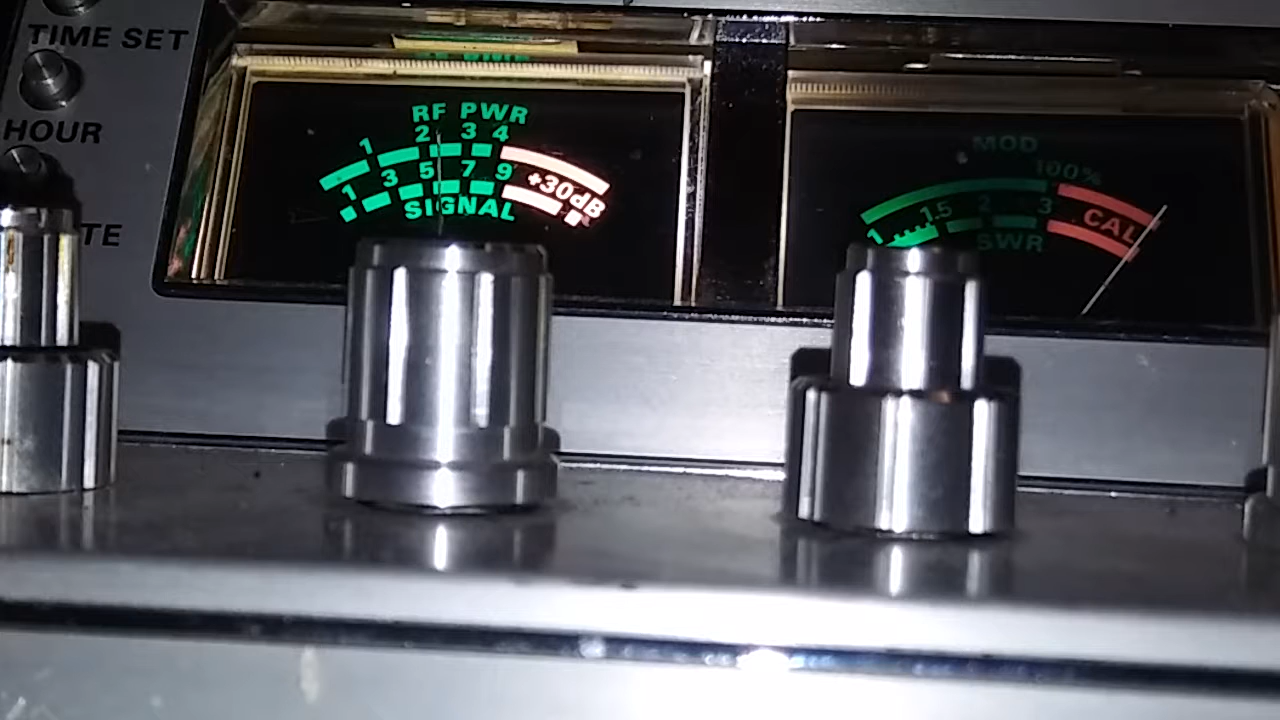 TIME SET
HOUR
TE
RF PWR
1 2 3 4
1 3 5 7 9 +30dB
SIGNAL
MOD
100%
1 1.5 2 3 CAL
SWR